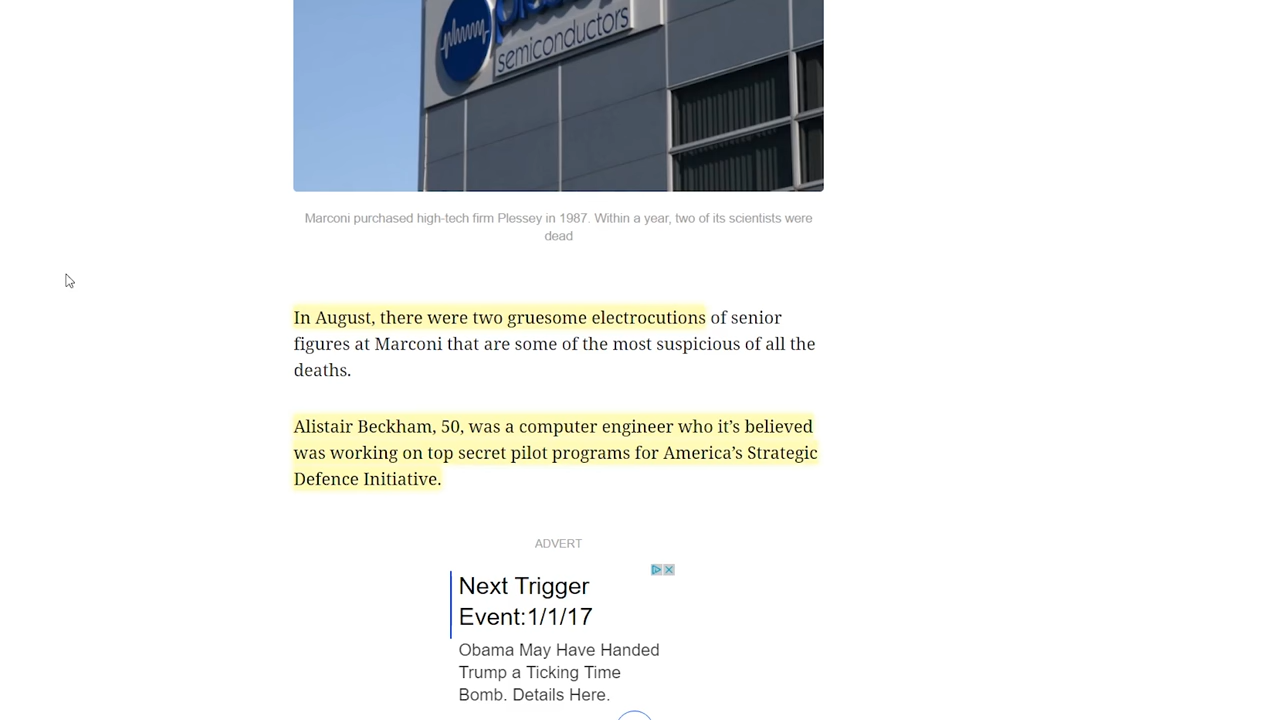 semiconductors
Marconi purchased high-tech firm Plessey in 1987. Within a year, two of its scientists were
dead
In August, there were two gruesome electrocutions of senior
figures at Marconi that are some of the most suspicious of all the
deaths.
Alistair Beckham, 50, was a computer engineer who it’s believed
was working on top secret pilot programs for America’s Strategic
Defence Initiative.
ADVERT
Next Trigger
Event:1/1/17
Obama May Have Handed
Trump a Ticking Time
Bomb. Details Here.